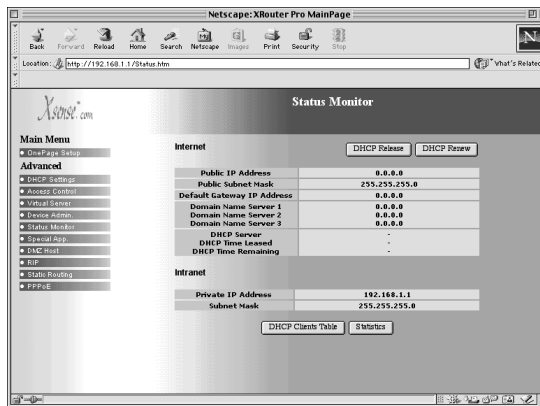 Netscape: XRouter Pro MainPage
Back Forward Reload Home Search Netscape Images Print Security Stop
Location: http://192.168.1.1/Status.htm What's Related
Xsense.com
Status Monitor
Main Menu
OnePage Setup
Advanced
DHCP Settings
Access Control
Virtual Server
Device Admin.
Status Monitor
Special App.
DMZ Host
RIP
Static Routing
PPPoE
Internet DHCP Release DHCP Renew
Public IP Address 0.0.0.0
Public Subnet Mask 255.255.255.0
Default Gateway IP Address 0.0.0.0
Domain Name Server 1 0.0.0.0
Domain Name Server 2 0.0.0.0
Domain Name Server 3 0.0.0.0
DHCP Server -
DHCP Time Leased -
DHCP Time Remaining -
Intranet
Private IP Address 192.168.1.1
Subnet Mask 255.255.255.0
DHCP Clients Table Statistics